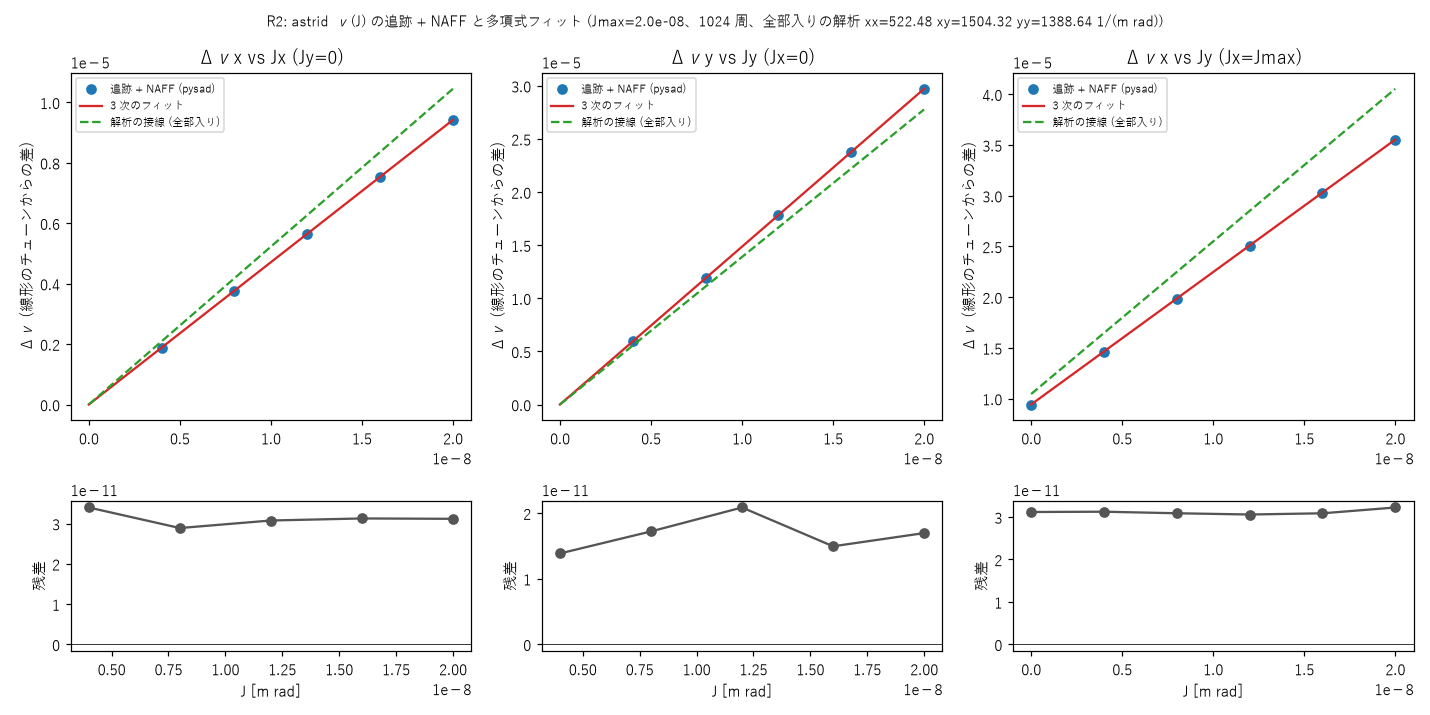 R2: astrid ν(J) の追跡 + NAFF と多項式フィット (Jmax=2.0e-08、1024 周、全部入りの解析 xx=522.48 xy=1504.32 yy=1388.64 1/(m rad))
Δνx vs Jx (Jy=0)
1e−5
追跡 + NAFF (pysad)
3 次のフィット
解析の接線 (全部入り)
Δν (線形のチューンからの差)
1.0
0.8
0.6
0.4
0.2
0.0
0.0 0.5 1.0 1.5 2.0
1e−8
Δνy vs Jy (Jx=0)
1e−5
追跡 + NAFF (pysad)
3 次のフィット
解析の接線 (全部入り)
Δν (線形のチューンからの差)
3.0
2.5
2.0
1.5
1.0
0.5
0.0
0.0 0.5 1.0 1.5 2.0
1e−8
Δνx vs Jy (Jx=Jmax)
1e−5
追跡 + NAFF (pysad)
3 次のフィット
解析の接線 (全部入り)
Δν (線形のチューンからの差)
4.0
3.5
3.0
2.5
2.0
1.5
1.0
0.0 0.5 1.0 1.5 2.0
1e−8
1e−11
残差
3
2
1
0
0.50 0.75 1.00 1.25 1.50 1.75 2.00
J [m rad]
1e−8
1e−11
残差
2
1
0
0.50 0.75 1.00 1.25 1.50 1.75 2.00
J [m rad]
1e−8
1e−11
残差
3
2
1
0
0.0 0.5 1.0 1.5 2.0
J [m rad]
1e−8